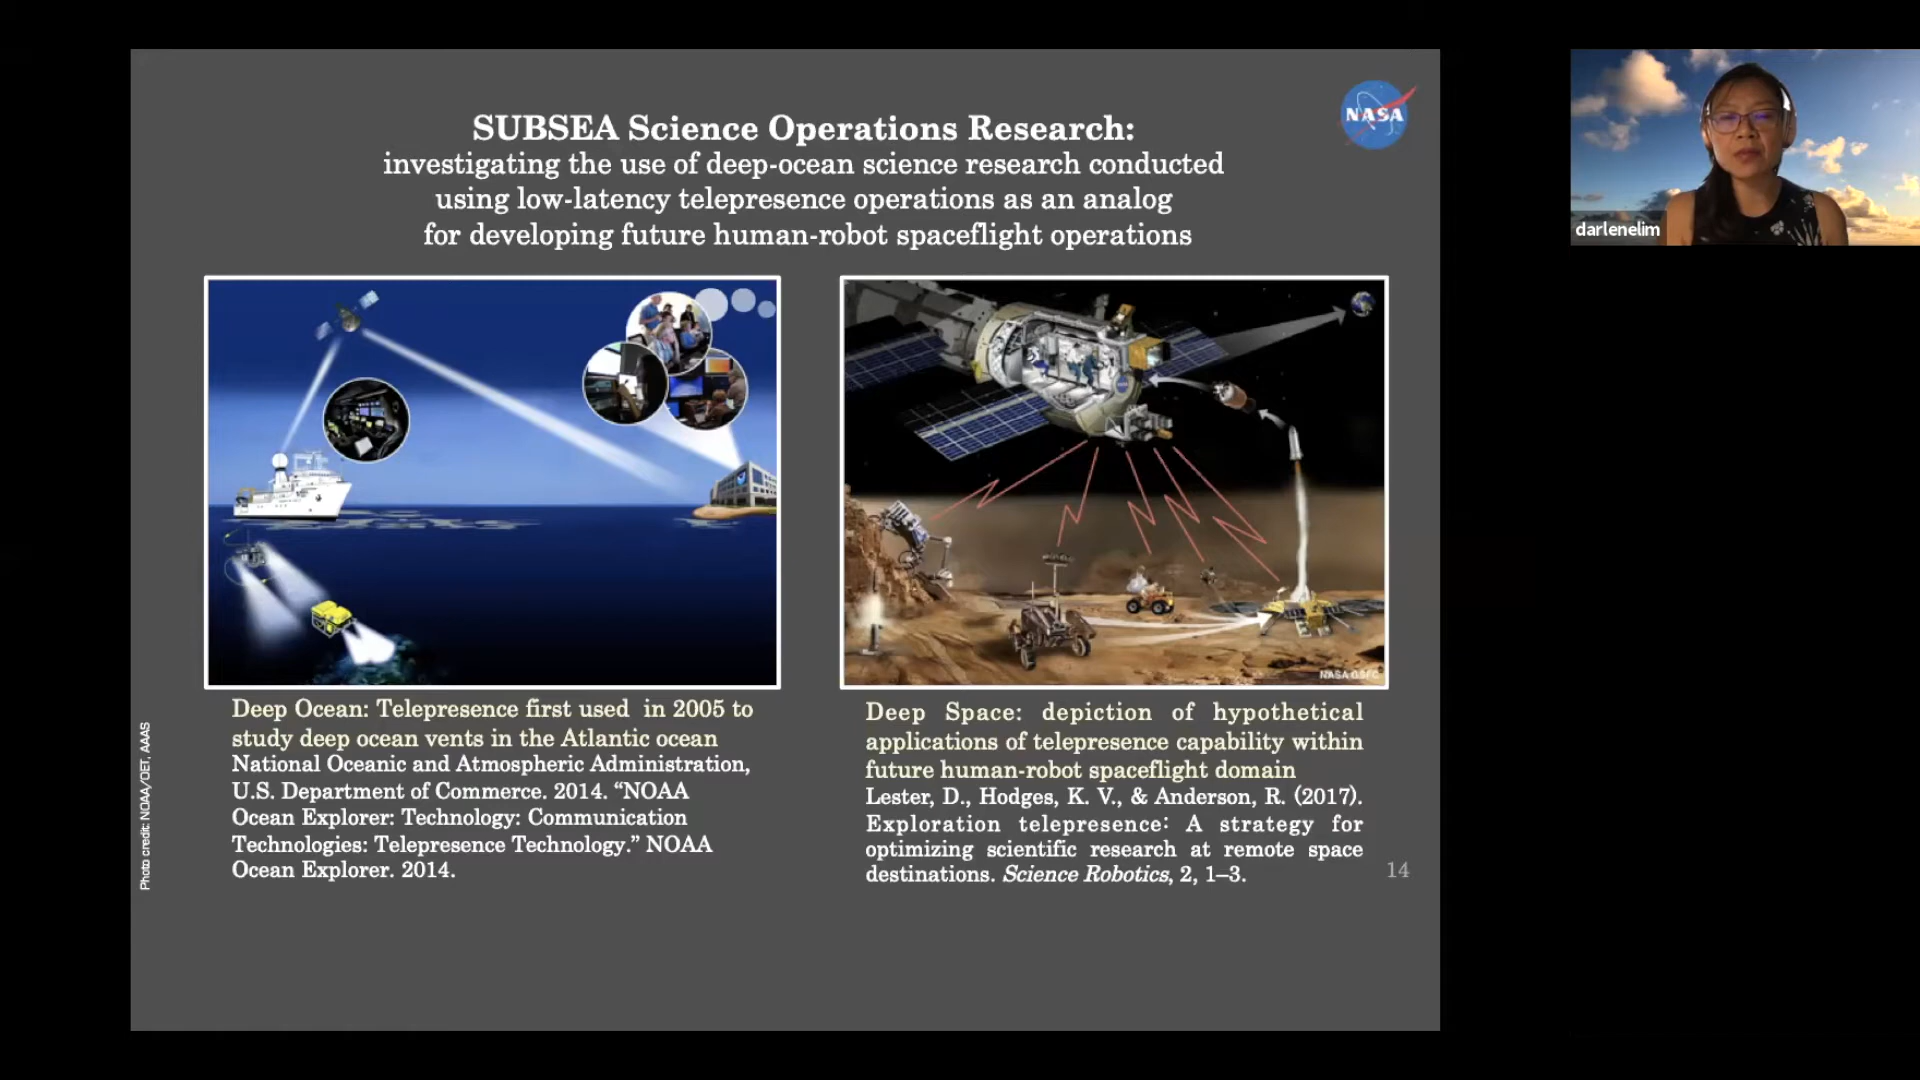 SUBSEA Science Operations Research:
investigating the use of deep-ocean science research conducted
using low-latency telepresence operations as an analog
for developing future human-robot spaceflight operations
NASA
darlenelim
NASA GSFC
Deep Ocean: Telepresence first used in 2005 to
study deep ocean vents in the Atlantic ocean
National Oceanic and Atmospheric Administration,
U.S. Department of Commerce. 2014. “NOAA
Ocean Explorer: Technology: Communication
Technologies: Telepresence Technology.” NOAA
Ocean Explorer. 2014.
Deep Space: depiction of hypothetical
applications of telepresence capability within
future human-robot spaceflight domain
Lester, D., Hodges, K. V., & Anderson, R. (2017).
Exploration telepresence: A strategy for
optimizing scientific research at remote space
destinations. Science Robotics, 2, 1–3.
14
Photo credit: NOAA/OET, AAAS